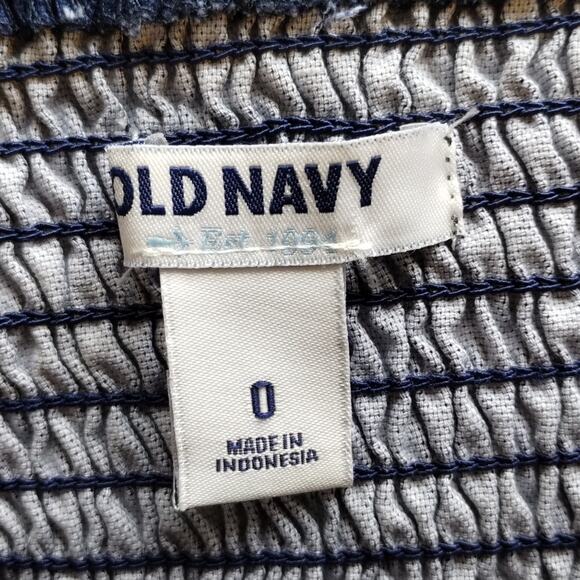 OLD NAVY
Est. 1994
0
MADE IN
INDONESIA